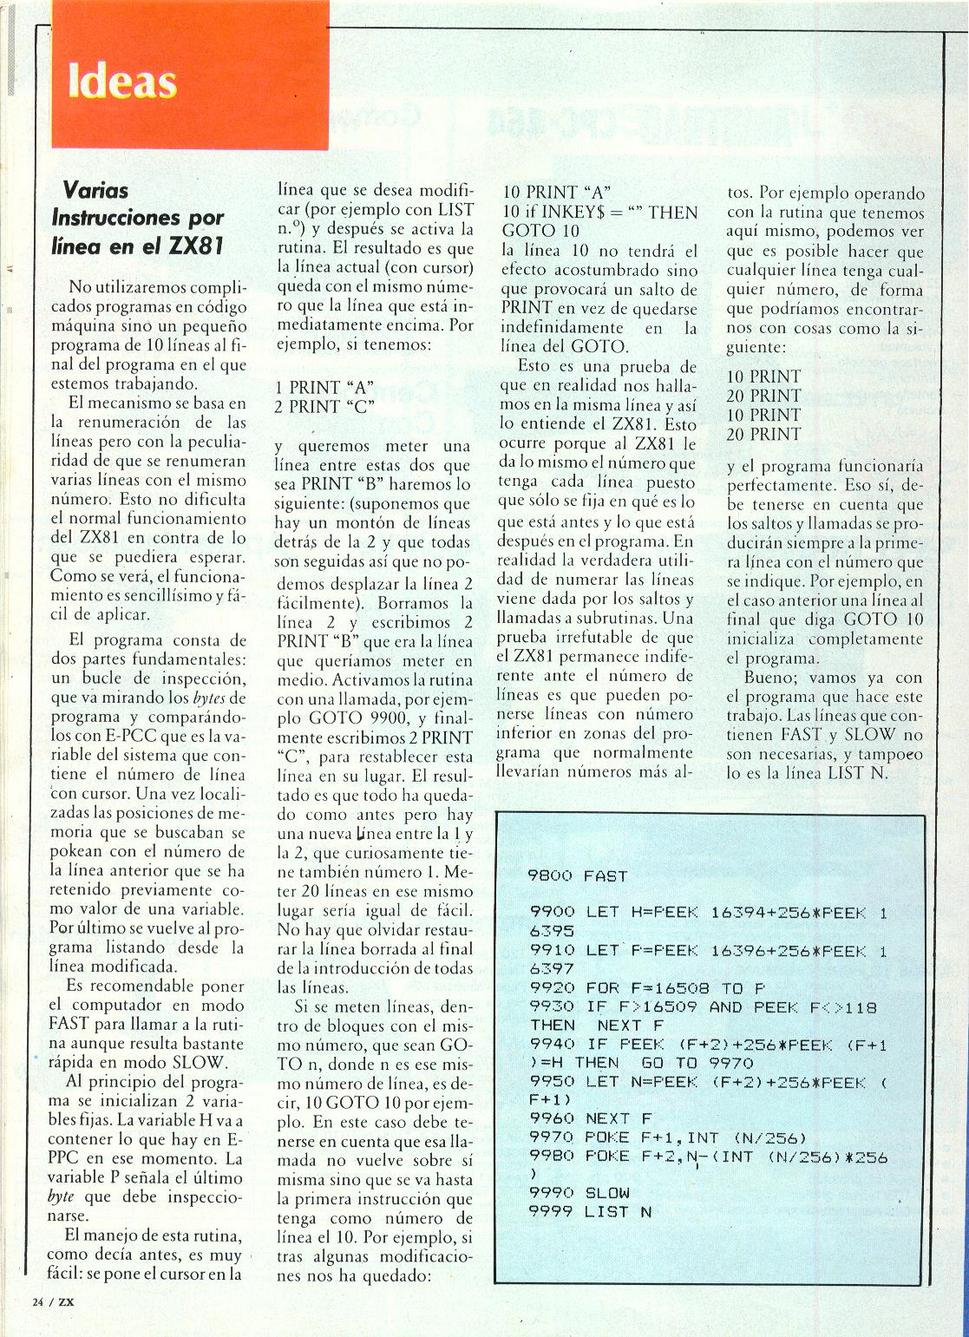 Ideas
Varias
Instrucciones por
línea en el ZX81
No utilizaremos compli-
cados programas en código
máquina sino un pequeño
programa de 10 líneas al fi-
nal del programa en el que
estemos trabajando.
El mecanismo se basa en
la renumeración de las
líneas pero con la peculia-
ridad de que se renumeran
varias líneas con el mismo
número. Esto no dificulta
el normal funcionamiento
del ZX81 en contra de lo
que se puediera esperar.
Como se verá, el funciona-
miento es sencillísimo y fá-
cil de aplicar.
El programa consta de
dos partes fundamentales:
un bucle de inspección,
que va mirando los bytes de
programa y comparándo-
los con E-PCC que es la va-
riable del sistema que con-
tiene el número de línea
con cursor. Una vez locali-
zadas las posiciones de me-
moria que se buscaban se
pokean con el número de
la línea anterior que se ha
retenido previamente co-
mo valor de una variable.
Por último se vuelve al pro-
grama listando desde la
línea modificada.
Es recomendable poner
el computador en modo
FAST para llamar a la ruti-
na aunque resulta bastante
rápida en modo SLOW.
Al principio del progra-
ma se inicializan 2 varia-
bles fijas. La variable H va a
contener lo que hay en E-
PPC en ese momento. La
variable P señala el último
byte que debe inspeccio-
narse.
El manejo de esta rutina,
como decía antes, es muy
fácil: se pone el cursor en la
línea que se desea modifi-
car (por ejemplo con LIST
n.º) y después se activa la
rutina. El resultado es que
la línea actual (con cursor)
queda con el mismo núme-
ro que la línea que está in-
mediatamente encima. Por
ejemplo, si tenemos:
1 PRINT “A”
2 PRINT “C”
y queremos meter una
línea entre estas dos que
sea PRINT “B” haremos lo
siguiente: (suponemos que
hay un montón de líneas
detrás de la 2 y que todas
son seguidas así que no po-
demos desplazar la línea 2
fácilmente). Borramos la
línea 2 y escribimos 2
PRINT “B” que era la línea
que queríamos meter en
medio. Activamos la rutina
con una llamada, por ejem-
plo GOTO 9900, y final-
mente escribimos 2 PRINT
“C”, para restablecer esta
línea en su lugar. El resul-
tado es que todo ha queda-
do como antes pero hay
una nueva línea entre la 1 y
la 2, que curiosamente tie-
ne también número 1. Me-
ter 20 líneas en ese mismo
lugar sería igual de fácil.
No hay que olvidar restau-
rar la línea borrada al final
de la introducción de todas
las líneas.
Si se meten líneas, den-
tro de bloques con el mis-
mo número, que sean GO-
TO n, donde n es ese mis-
mo número de línea, es de-
cir, 10 GOTO 10 por ejem-
plo. En este caso debe te-
nerse en cuenta que esa lla-
mada no vuelve sobre sí
misma sino que se va hasta
la primera instrucción que
tenga como número de
línea el 10. Por ejemplo, si
tras algunas modificacio-
nes nos ha quedado:
10 PRINT “A”
10 if INKEY$ = “” THEN
GOTO 10
la línea 10 no tendrá el
efecto acostumbrado sino
que provocará un salto de
PRINT en vez de quedarse
indefinidamente en la
línea del GOTO.
Esto es una prueba de
que en realidad nos halla-
mos en la misma línea y así
lo entiende el ZX81. Esto
ocurre porque al ZX81 le
da lo mismo el número que
tenga cada línea puesto
que sólo se fija en qué es lo
que está antes y lo que está
después en el programa. En
realidad la verdadera utili-
dad de numerar las líneas
viene dada por los saltos y
llamadas a subrutinas. Una
prueba irrefutable de que
el ZX81 permanece indife-
rente ante el número de
líneas es que pueden po-
nerse líneas con número
inferior en zonas del pro-
grama que normalmente
llevarían números más al-
tos. Por ejemplo operando
con la rutina que tenemos
aquí mismo, podemos ver
que es posible hacer que
cualquier línea tenga cual-
quier número, de forma
que podríamos encontrar-
nos con cosas como la si-
guiente:
10 PRINT
20 PRINT
10 PRINT
20 PRINT
y el programa funcionaría
perfectamente. Eso sí, de-
be tenerse en cuenta que
los saltos y llamadas se pro-
ducirán siempre a la prime-
ra línea con el número que
se indique. Por ejemplo, en
el caso anterior una línea al
final que diga GOTO 10
inicializa completamente
el programa.
Bueno; vamos ya con
el programa que hace este
trabajo. Las líneas que con-
tienen FAST y SLOW no
son necesarias, y tampoco
lo es la línea LIST N.
9800 FAST
9900 LET H=PEEK 16394+256*PEEK 1
6395
9910 LET P=PEEK 16396+256*PEEK 1
6397
9920 FOR F=16508 TO P
9930 IF F>16509 AND PEEK F<>118
THEN NEXT F
9940 IF PEEK (F+2)+256*PEEK (F+1
)=H THEN GO TO 9970
9950 LET N=PEEK (F+2)+256*PEEK (
F+1)
9960 NEXT F
9970 POKE F+1,INT (N/256)
9980 POKE F+2,N-(INT (N/256)*256
)
9990 SLOW
9999 LIST N
24 / ZX